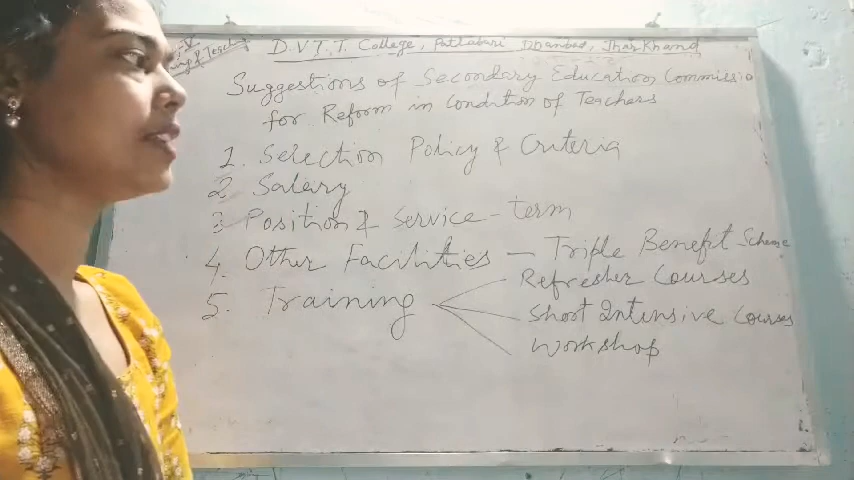 D.V.T.T. College, Patlabari Dhanbad, Jharkhand
Suggestions of Secondary Education Commissio
for Reform in Condition of Teachers
1. Selection Policy & Criteria
2 Salary
3 Position & Service-term
4. Other Facilities — Triple Benefit Scheme
Refresher Courses
5. Training
Short Intensive Courses
Workshop